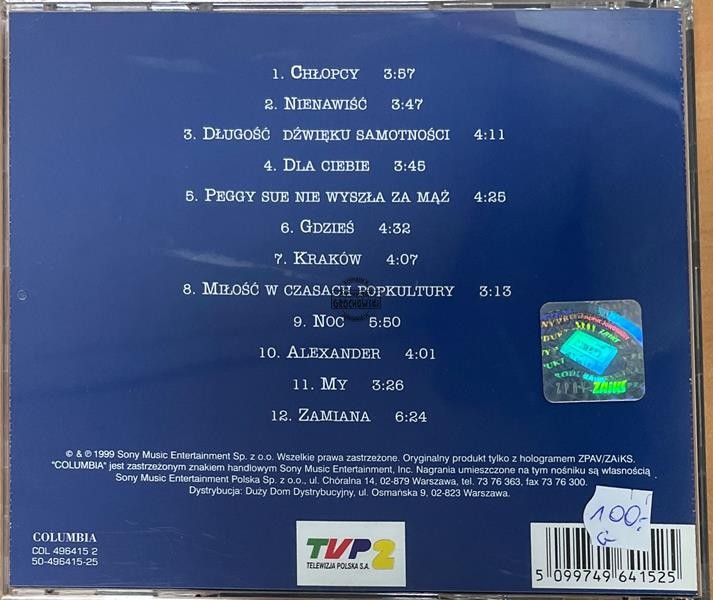 1. Chłopcy 3:57
2. Nienawiść 3:47
3. Długość dźwięku samotności 4:11
4. Dla ciebie 3:45
5. Peggy sue nie wyszła za mąż 4:25
6. Gdzieś 4:32
7. Kraków 4:07
8. Miłość w czasach popkultury 3:13
GROCHOWSKI
9. Noc 5:50
10. Alexander 4:01
11. My 3:26
12. Zamiana 6:24
ZPAV ZAiKS
© & ℗ 1999 Sony Music Entertainment Sp. z o.o. Wszelkie prawa zastrzeżone. Oryginalny produkt tylko z hologramem ZPAV/ZAiKS.
"COLUMBIA" jest zastrzeżonym znakiem handlowym Sony Music Entertainment, Inc. Nagrania umieszczone na tym nośniku są własnością
Sony Music Entertainment Polska Sp. z o.o., ul. Chóralna 14, 02-879 Warszawa, tel. 73 76 363, fax 73 76 300.
Dystrybucja: Duży Dom Dystrybucyjny, ul. Osmańska 9, 02-823 Warszawa.
100,-
G
COLUMBIA
COL 496415 2
50-496415-25
TVP2
TELEWIZJA POLSKA S.A.
5 099749 641525